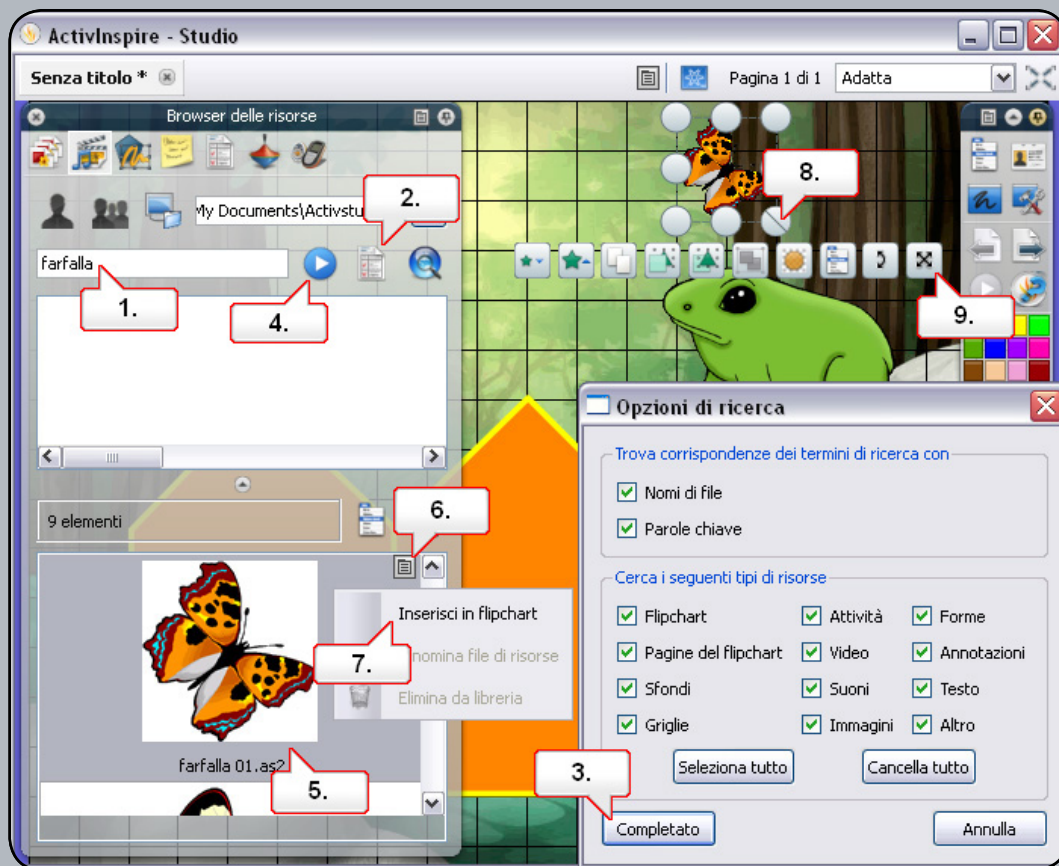 ActivInspire - Studio
Senza titolo *
Pagina 1 di 1
Adatta
Browser delle risorse
My Documents\Activstu
2.
8.
farfalla
1.
4.
9.
Opzioni di ricerca
Trova corrispondenze dei termini di ricerca con
Nomi di file
Parole chiave
9 elementi
6.
Cerca i seguenti tipi di risorse
Flipchart
Attività
Forme
Pagine del flipchart
Video
Annotazioni
Sfondi
Suoni
Testo
Griglie
Immagini
Altro
Seleziona tutto
Cancella tutto
3.
Completato
Annulla
Inserisci in flipchart
7.
nomina file di risorse
Elimina da libreria
farfalla 01.as2
5.